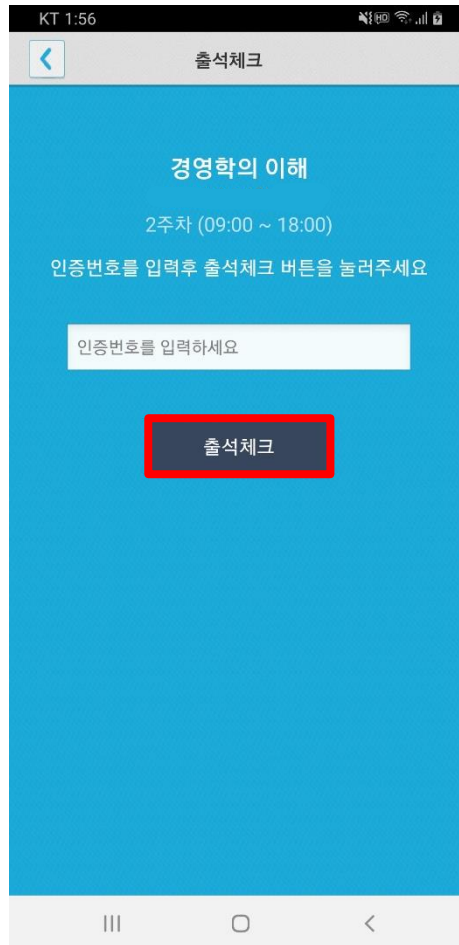 KT 1:56
출석체크
경영학의 이해
2주차 (09:00 ~ 18:00)
인증번호를 입력후 출석체크 버튼을 눌러주세요
인증번호를 입력하세요
출석체크